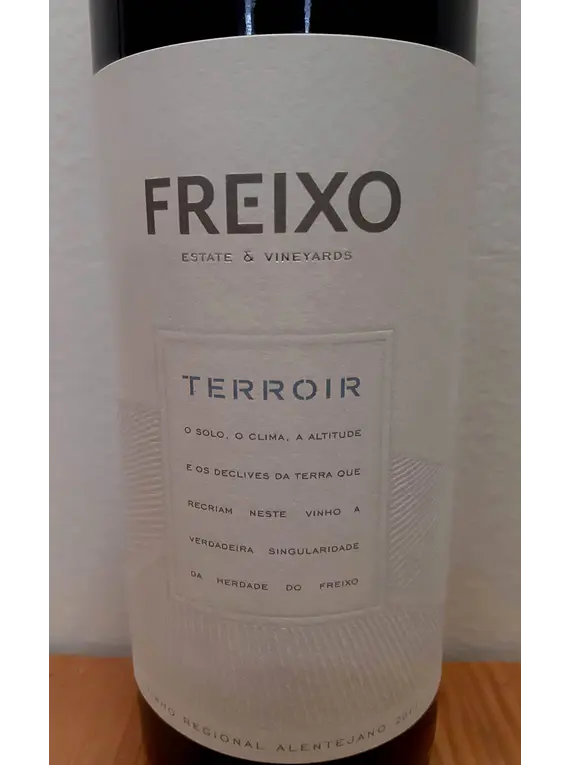 FREIXO
ESTATE & VINEYARDS
TERROIR
O SOLO, O CLIMA, A ALTITUDE
E OS DECLIVES DA TERRA QUE
RECRIAM NESTE VINHO A
VERDADEIRA SINGULARIDADE
DA HERDADE DO FREIXO
VINHO REGIONAL ALENTEJANO